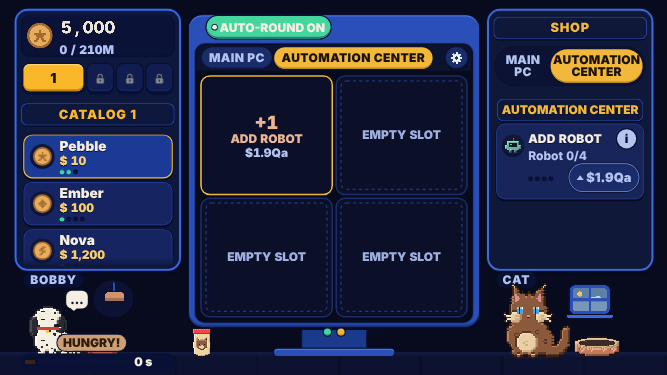 5,000
0 / 210M
1
CATALOG 1
Pebble
$ 10
Ember
$ 100
Nova
$ 1,200
BOBBY
...
HUNGRY!
0 s
AUTO-ROUND ON
MAIN PC
AUTOMATION CENTER
+1
ADD ROBOT
$1.9Qa
EMPTY SLOT
EMPTY SLOT
EMPTY SLOT
SHOP
MAIN
PC
AUTOMATION
CENTER
AUTOMATION CENTER
ADD ROBOT
i
Robot 0/4
$1.9Qa
CAT